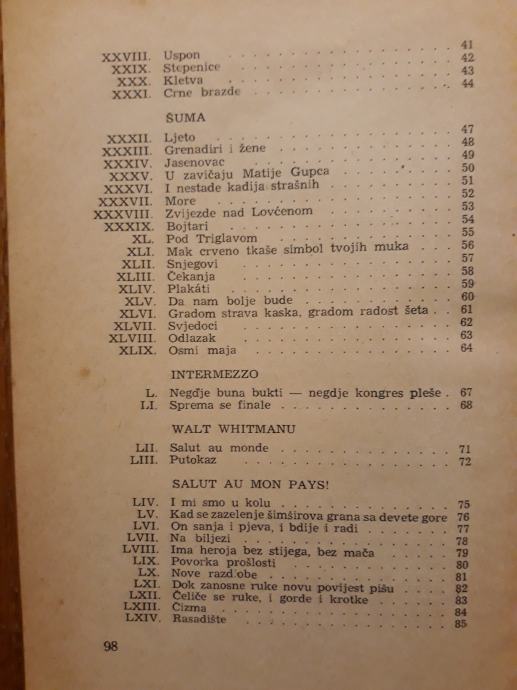 XXVIII. Uspon . . . . . . . . . . . . . . . 41
XXIX. Stepenice . . . . . . . . . . . . . . 42
XXX. Kletva . . . . . . . . . . . . . . . 43
XXXI. Crne brazde . . . . . . . . . . . . . 44
ŠUMA
XXXII. Ljeto . . . . . . . . . . . . . . . 47
XXXIII. Grenadiri i žene . . . . . . . . . . . 48
XXXIV. Jasenovac . . . . . . . . . . . . . 49
XXXV. U zavičaju Matije Gupca . . . . . . . . 50
XXXVI. I nestade kadija strašnih . . . . . . . . 51
XXXVII. More . . . . . . . . . . . . . . . 52
XXXVIII. Zvijezde nad Lovćenom . . . . . . . . . 53
XXXIX. Bojtari . . . . . . . . . . . . . . 54
XL. Pod Triglavom . . . . . . . . . . . . 55
XLI. Mak crveno tkaše simbol tvojih muka . . . 56
XLII. Snjegovi . . . . . . . . . . . . . . 57
XLIII. Čekanja . . . . . . . . . . . . . . 58
XLIV. Plakáti . . . . . . . . . . . . . . 59
XLV. Da nam bolje bude . . . . . . . . . . 60
XLVI. Gradom strava kaska, gradom radost šeta . . 61
XLVII. Svjedoci . . . . . . . . . . . . . . 62
XLVIII. Odlazak . . . . . . . . . . . . . . 63
XLIX. Osmi maja . . . . . . . . . . . . . 64
INTERMEZZO
L. Negdje buna bukti — negdje kongres pleše . 67
LI. Sprema se finale . . . . . . . . . . . 68
WALT WHITMANU
LII. Salut au monde . . . . . . . . . . . 71
LIII. Putokaz . . . . . . . . . . . . . . 72
SALUT AU MON PAYS!
LIV. I mi smo u kolu . . . . . . . . . . . 75
LV. Kad se zazelenje šimširova grana sa devete gore 76
LVI. On sanja i pjeva, i bdije i radi . . . . . . 77
LVII. Na biljezi . . . . . . . . . . . . . 78
LVIII. Ima heroja bez stijega, bez mača . . . . . 79
LIX. Povorka prošlosti . . . . . . . . . . . 80
LX. Nove razdobe . . . . . . . . . . . . 81
LXI. Dok zanosne ruke novu povijest pišu . . . . 82
LXII. Čeliče se ruke, i gorde i krotke . . . . . . 83
LXIII. Čizma . . . . . . . . . . . . . . . 84
LXIV. Rasadište . . . . . . . . . . . . . 85
98